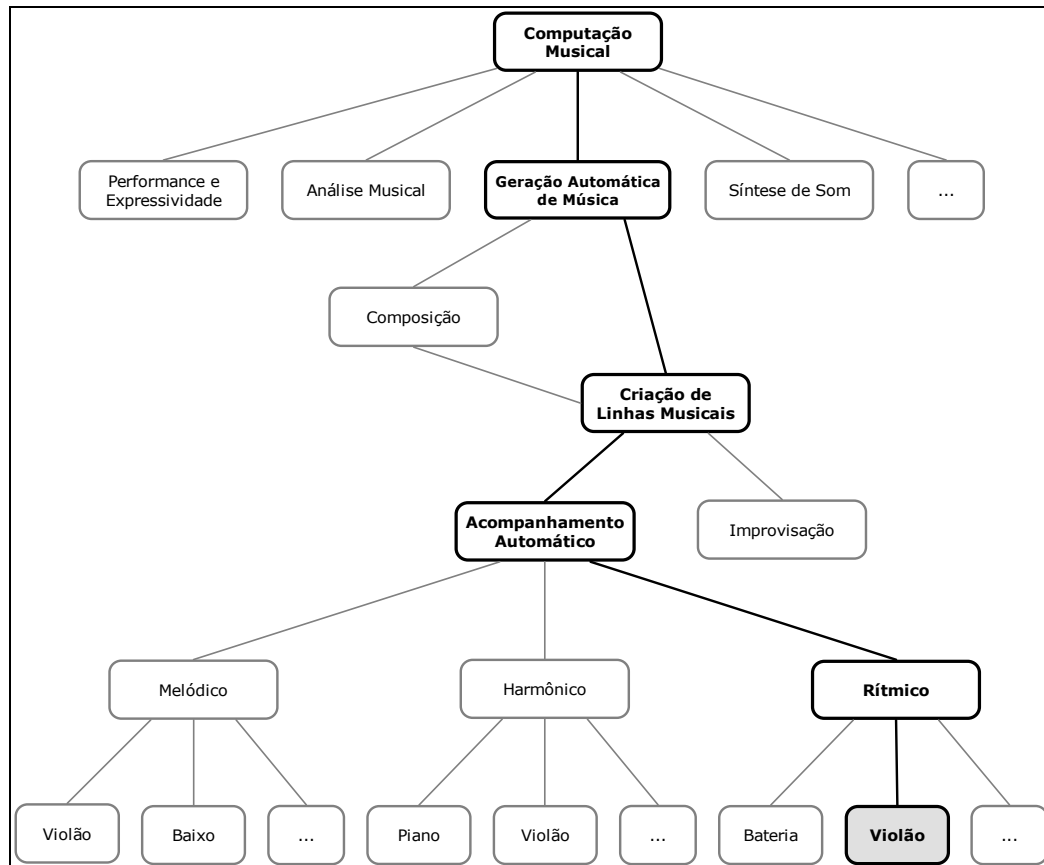 Computação
Musical
Performance e
Expressividade
Análise Musical
Geração Automática
de Música
Síntese de Som
...
Composição
Criação de
Linhas Musicais
Acompanhamento
Automático
Improvisação
Melódico
Harmônico
Rítmico
Violão
Baixo
...
Piano
Violão
...
Bateria
Violão
...